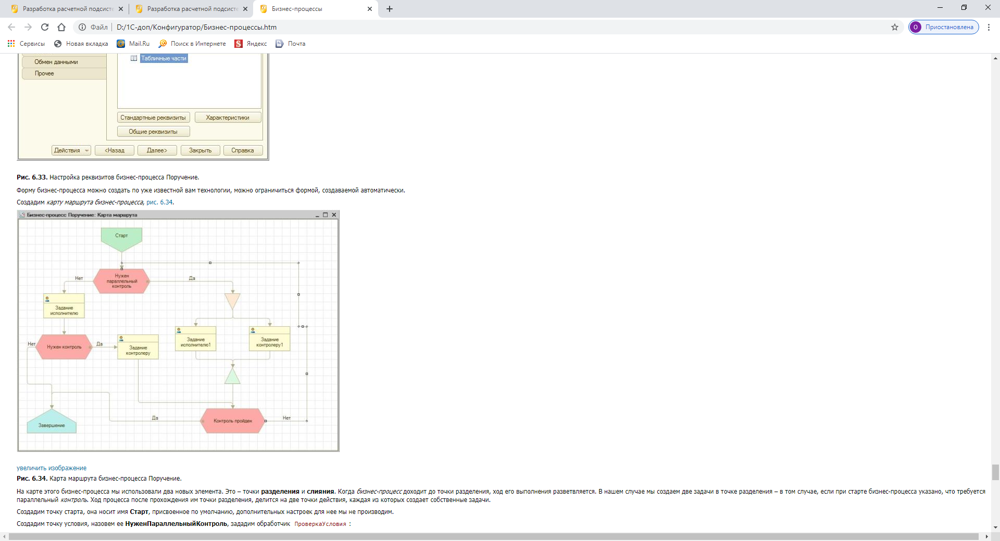 Разработка расчетной подсисте
Разработка расчетной подсисте
Бизнес-процессы
Файл
D:/1С-доп/Конфигуратор/Бизнес-процессы.htm
О
Приостановлена
Сервисы
Новая вкладка
Mail.Ru
Поиск в Интернете
Яндекс
Почта
Табличные части
Обмен данными
Прочее
Стандартные реквизиты
Характеристики
Общие реквизиты
Действия
<Назад
Далее>
Закрыть
Справка
Рис. 6.33. Настройка реквизитов бизнес-процесса Поручение.
Форму бизнес-процесса можно создать по уже известной вам технологии, можно ограничиться формой, создаваемой автоматически.
Создадим карту маршрута бизнес-процесса, рис. 6.34.
Бизнес-процесс Поручение: Карта маршрута
Старт
Нужен
параллельный
контроль
Нет
Да
Задание
исполнителю
Задание
исполнителю1
Задание
контролеру1
Нет
Нужен контроль
Да
Задание
контролеру
Да
Контроль пройден
Нет
Завершение
увеличить изображение
Рис. 6.34. Карта маршрута бизнес-процесса Поручение.
На карте этого бизнес-процесса мы использовали два новых элемента. Это – точки разделения и слияния. Когда бизнес-процесс доходит до точки разделения, ход его выполнения разветвляется. В нашем случае мы создаем две задачи в точке разделения – в том случае, если при старте бизнес-процесса указано, что требуется
параллельный контроль. Ход процесса после прохождения им точки разделения, делится на две точки действия, каждая из которых создает собственные задачи.
Создадим точку старта, она носит имя Старт, присвоенное по умолчанию, дополнительных настроек для нее мы не производим.
Создадим точку условия, назовем ее НуженПараллельныйКонтроль, зададим обработчик ПроверкаУсловия :